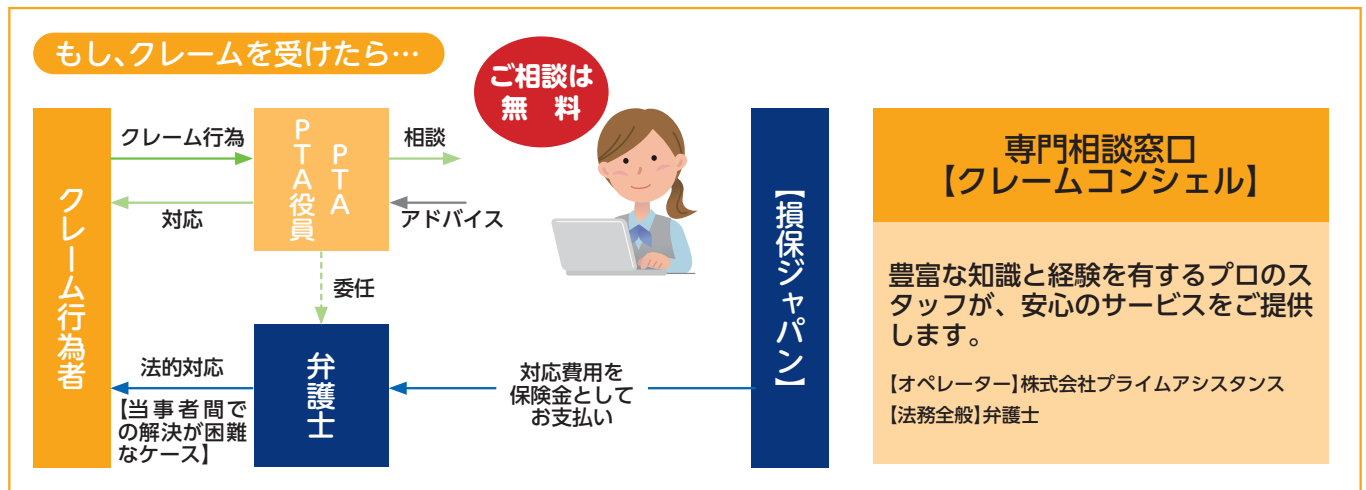 もし、クレームを受けたら…
ご相談は
無　料
クレーム行為者
クレーム行為
対応
PTA
PTA役員
相談
アドバイス
委任
弁護士
法的対応
【当事者間で
の解決が困難
なケース】
対応費用を
保険金として
お支払い
【損保ジャパン】
専門相談窓口
【クレームコンシェル】
豊富な知識と経験を有するプロのス
タッフが、安心のサービスをご提供
します。
【オペレーター】株式会社プライムアシスタンス
【法務全般】弁護士